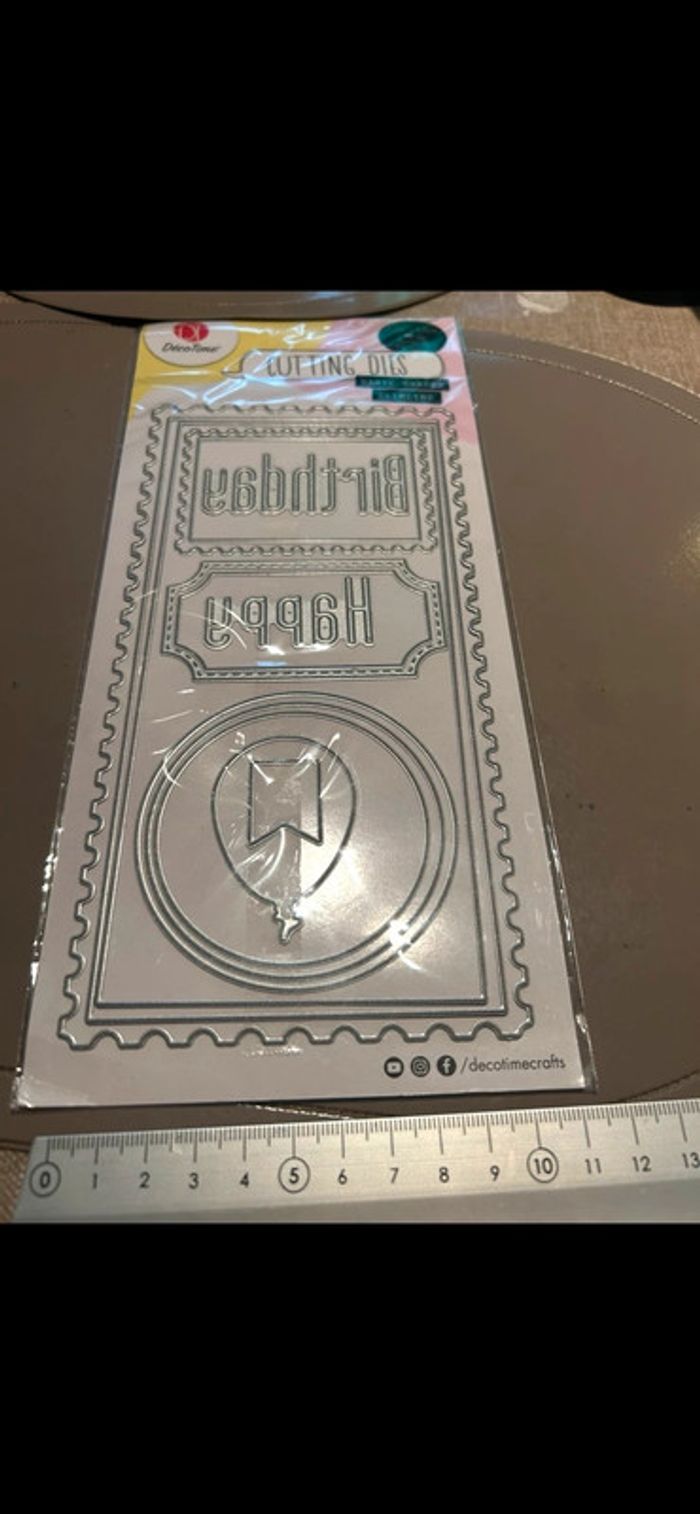 DécoTime
CUTTING DIES
Birthday
Happy
/decotimecrafts
0 1 2 3 4 5 6 7 8 9 10 11 12 13